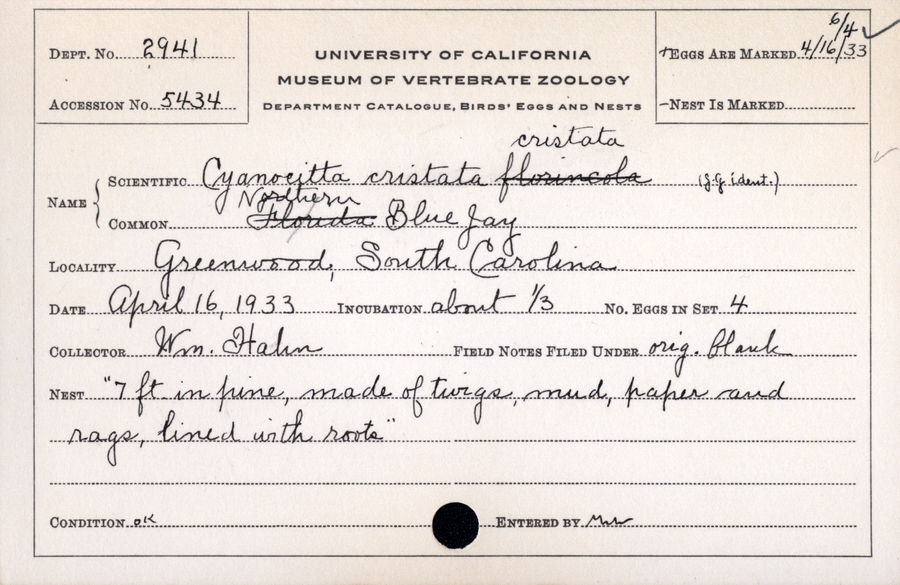 DEPT. No. 2941
ACCESSION No. 5434
UNIVERSITY OF CALIFORNIA
MUSEUM OF VERTEBRATE ZOOLOGY
DEPARTMENT CATALOGUE, BIRDS' EGGS AND NESTS
+EGGS ARE MARKED 6/4 4/16/33
-NEST IS MARKED
cristata
NAME
SCIENTIFIC Cyanocitta cristata florincola (J.G. ident.)
Northern
COMMON Florida Blue Jay
LOCALITY Greenwood, South Carolina
DATE April 16, 1933 INCUBATION about 1/3 No. EGGS IN SET 4
COLLECTOR Wm. Hahn FIELD NOTES FILED UNDER orig. blank
NEST "7 ft in pine, made of twigs, mud, paper and
rags, lined with roots"
CONDITION OK ENTERED BY